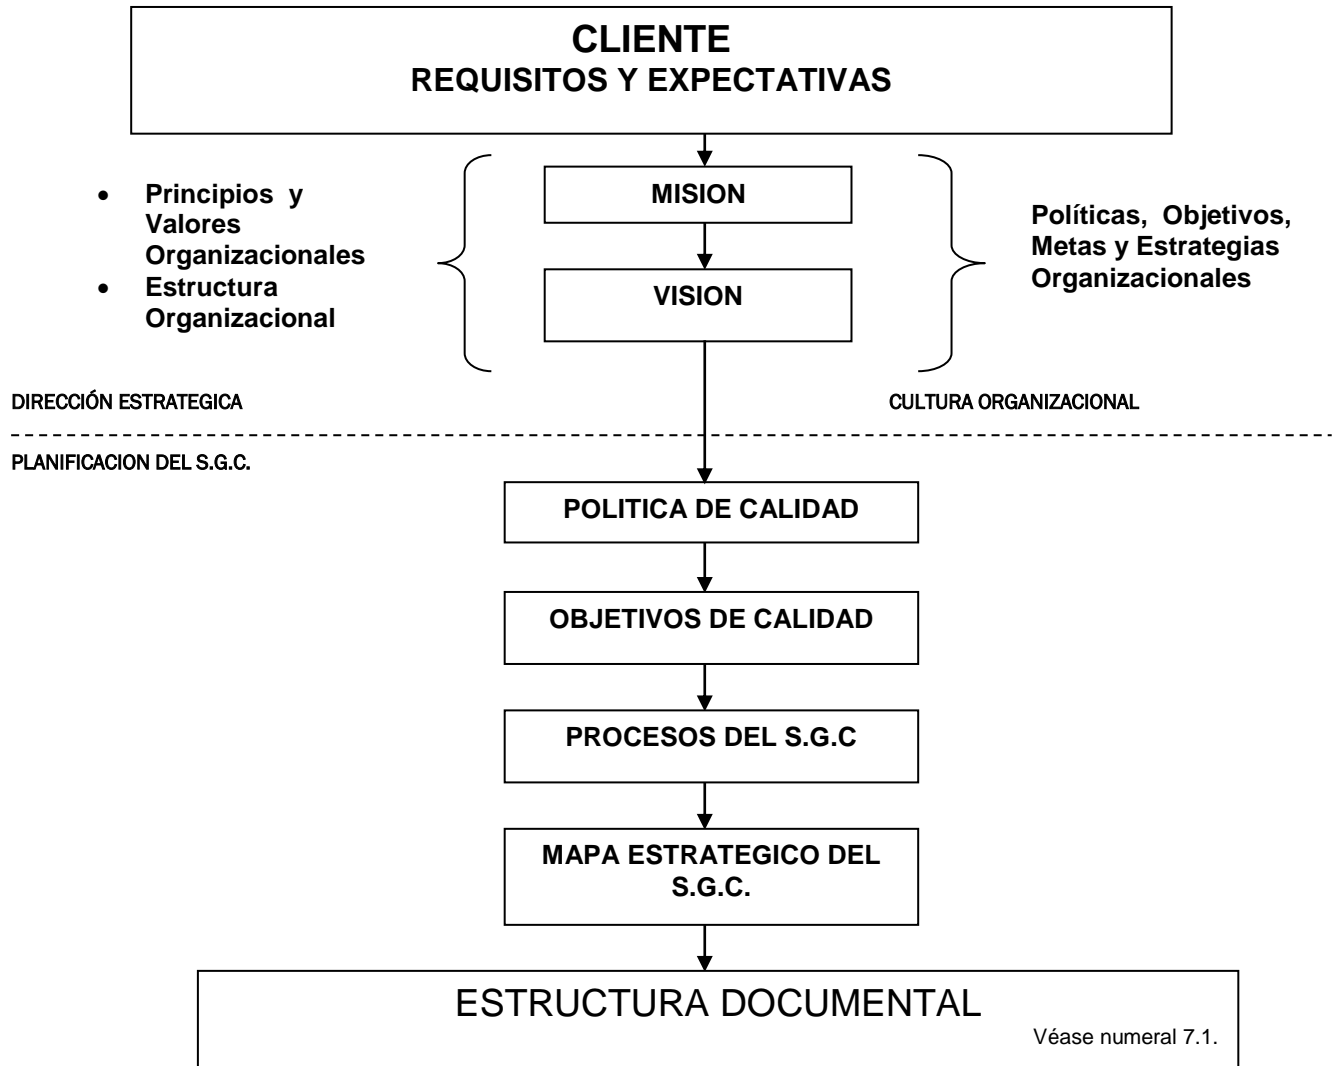 CLIENTE
REQUISITOS Y EXPECTATIVAS
• Principios y
Valores
Organizacionales
• Estructura
Organizacional
MISION
VISION
Políticas, Objetivos,
Metas y Estrategias
Organizacionales
DIRECCIÓN ESTRATEGICA
CULTURA ORGANIZACIONAL
PLANIFICACION DEL S.G.C.
POLITICA DE CALIDAD
OBJETIVOS DE CALIDAD
PROCESOS DEL S.G.C
MAPA ESTRATEGICO DEL
S.G.C.
ESTRUCTURA DOCUMENTAL
Véase numeral 7.1.